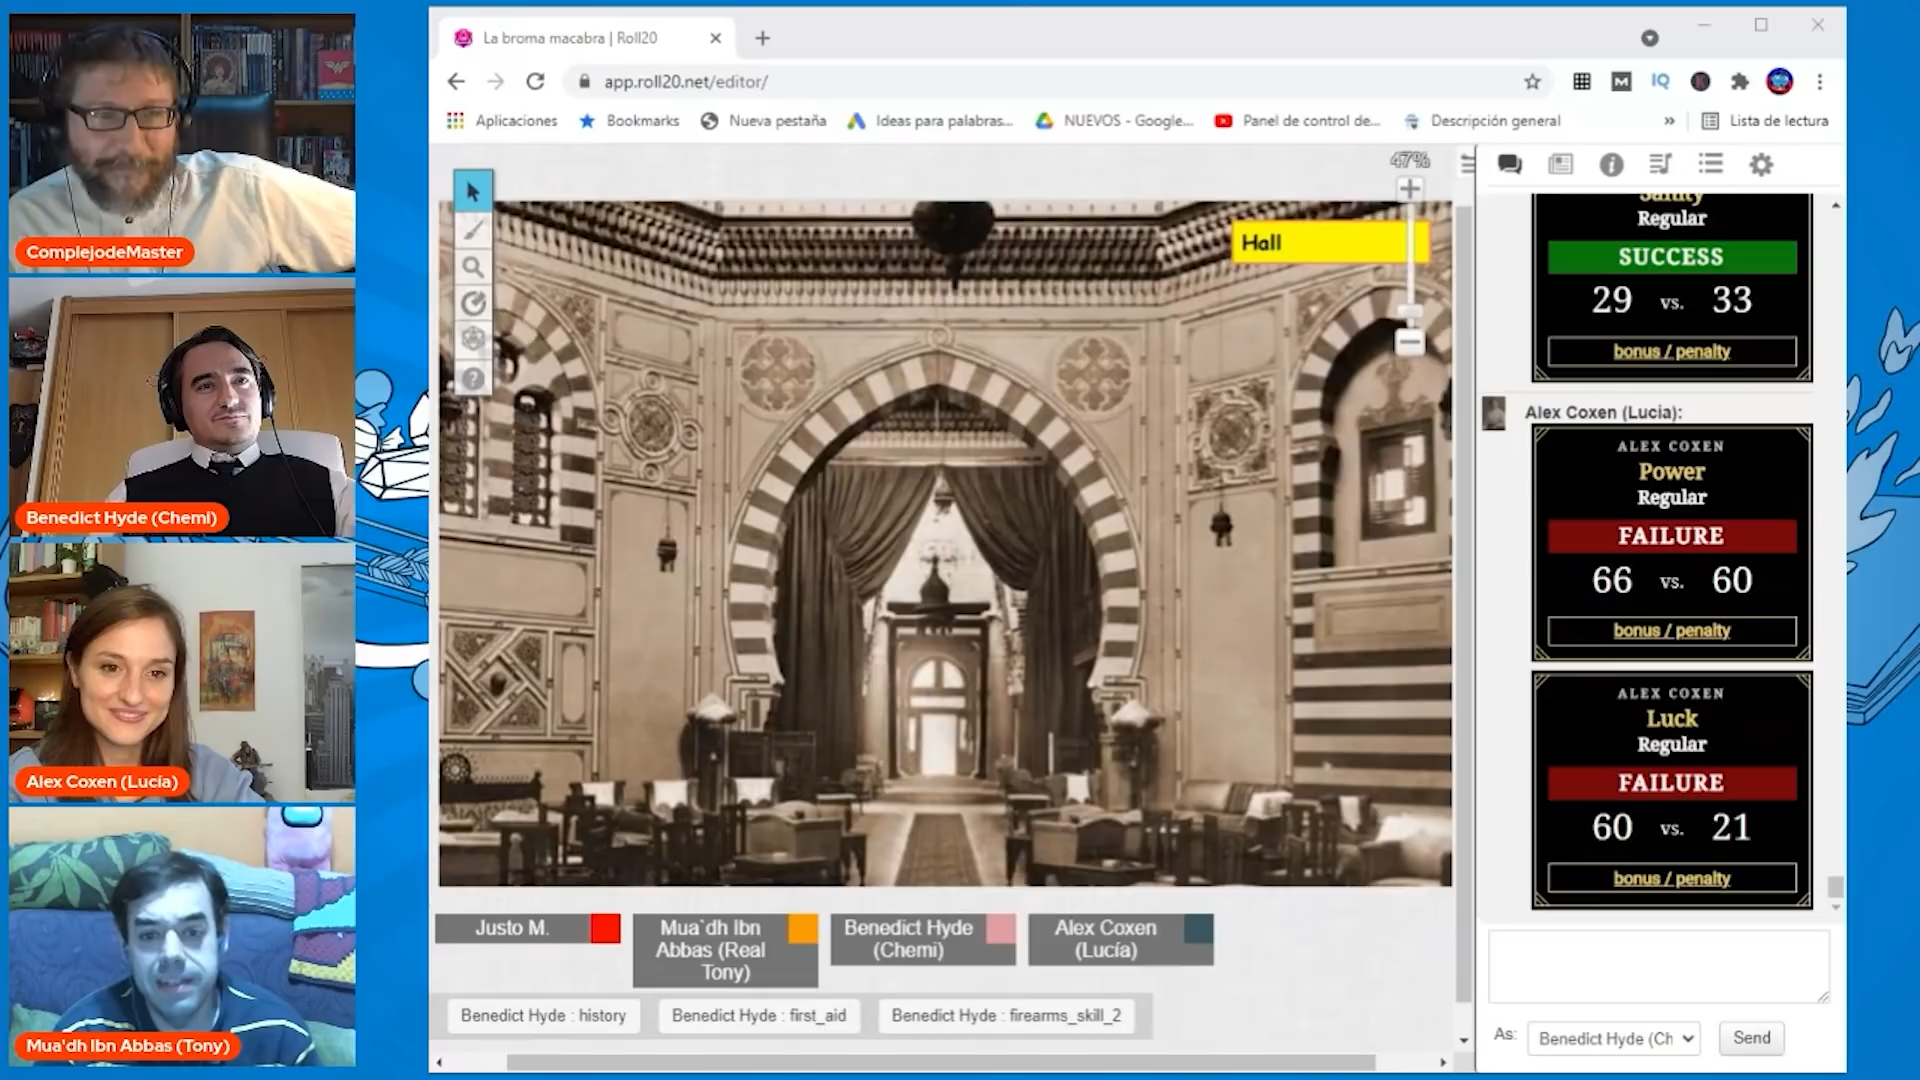 ComplejodeMaster
Benedict Hyde (Chemi)
Alex Coxen (Lucía)
Mua'dh Ibn Abbas (Tony)
La broma macabra | Roll20
app.roll20.net/editor/
Aplicaciones
Bookmarks
Nueva pestaña
Ideas para palabras...
NUEVOS - Google...
Panel de control de...
Descripción general
»
Lista de lectura
47%
Hall
Justo M.
Mua`dh Ibn
Abbas (Real
Tony)
Benedict Hyde
(Chemi)
Alex Coxen
(Lucía)
Benedict Hyde : history
Benedict Hyde : first_aid
Benedict Hyde : firearms_skill_2
Sanity
Regular
SUCCESS
29 vs. 33
bonus / penalty
Alex Coxen (Lucia):
ALEX COXEN
Power
Regular
FAILURE
66 vs. 60
bonus / penalty
ALEX COXEN
Luck
Regular
FAILURE
60 vs. 21
bonus / penalty
As:
Benedict Hyde (Ch
Send